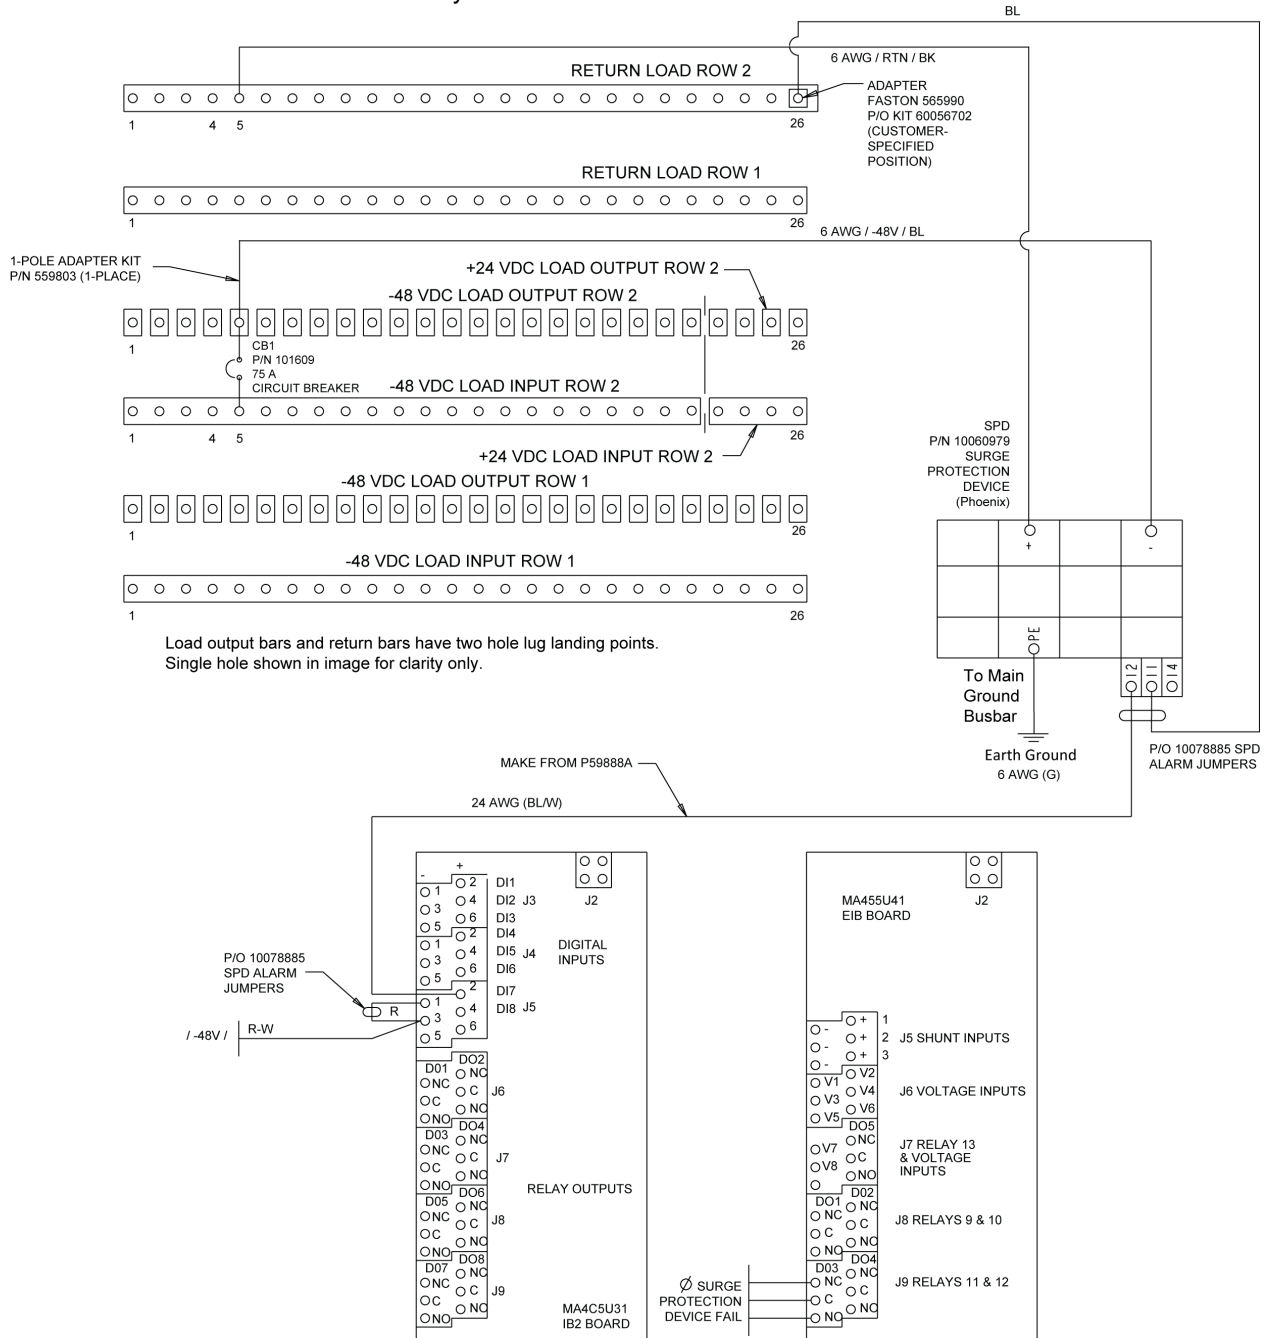 y
BL
6 AWG / RTN / BK
RETURN LOAD ROW 2
1 4 5 26
ADAPTER
FASTON 565990
P/O KIT 60056702
(CUSTOMER-
SPECIFIED
POSITION)
RETURN LOAD ROW 1
1 26
6 AWG / -48V / BL
1-POLE ADAPTER KIT
P/N 559803 (1-PLACE)
+24 VDC LOAD OUTPUT ROW 2
-48 VDC LOAD OUTPUT ROW 2
1 26
CB1
P/N 101609
75 A
CIRCUIT BREAKER
-48 VDC LOAD INPUT ROW 2
1 4 5 26
+24 VDC LOAD INPUT ROW 2
-48 VDC LOAD OUTPUT ROW 1
1 26
-48 VDC LOAD INPUT ROW 1
1 26
Load output bars and return bars have two hole lug landing points.
Single hole shown in image for clarity only.
SPD
P/N 10060979
SURGE
PROTECTION
DEVICE
(Phoenix)
+ -
PE
12 11 14
To Main
Ground
Busbar
Earth Ground
6 AWG (G)
P/O 10078885 SPD
ALARM JUMPERS
MAKE FROM P59888A
24 AWG (BL/W)
- +
1 2 DI1
3 4 DI2 J3
5 6 DI3
1 2 DI4
3 4 DI5 J4
5 6 DI6
1 2 DI7
3 4 DI8 J5
5 6
J2
DIGITAL
INPUTS
P/O 10078885
SPD ALARM
JUMPERS
R
/ -48V /
R-W
D01 DO2
NC NC
C C J6
NO NO
D03 DO4
NC NC
C C J7
NO NO
D05 DO6
NC NC
C C J8
NO NO
D07 DO8
NC NC
C C J9
NO NO
RELAY OUTPUTS
MA4C5U31
IB2 BOARD
MA455U41
EIB BOARD
J2
- + 1
- + 2 J5 SHUNT INPUTS
- + 3
V1 V2
V3 V4 J6 VOLTAGE INPUTS
V5 V6
DO5
V7 NC
V8 C
NO
J7 RELAY 13
& VOLTAGE
INPUTS
DO1 D02
NC NC
C C J8 RELAYS 9 & 10
NO NO
D03 DO4
NC NC
C C J9 RELAYS 11 & 12
NO NO
Ø SURGE
PROTECTION
DEVICE FAIL